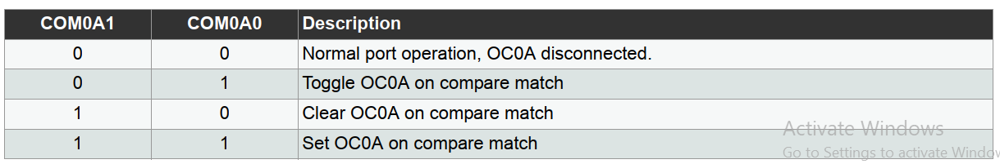 COM0A1 COM0A0 Description
0 0 Normal port operation, OC0A disconnected.
0 1 Toggle OC0A on compare match
1 0 Clear OC0A on compare match
Activate Windows
1 1 Set OC0A on compare match
Go to Settings to activate Window